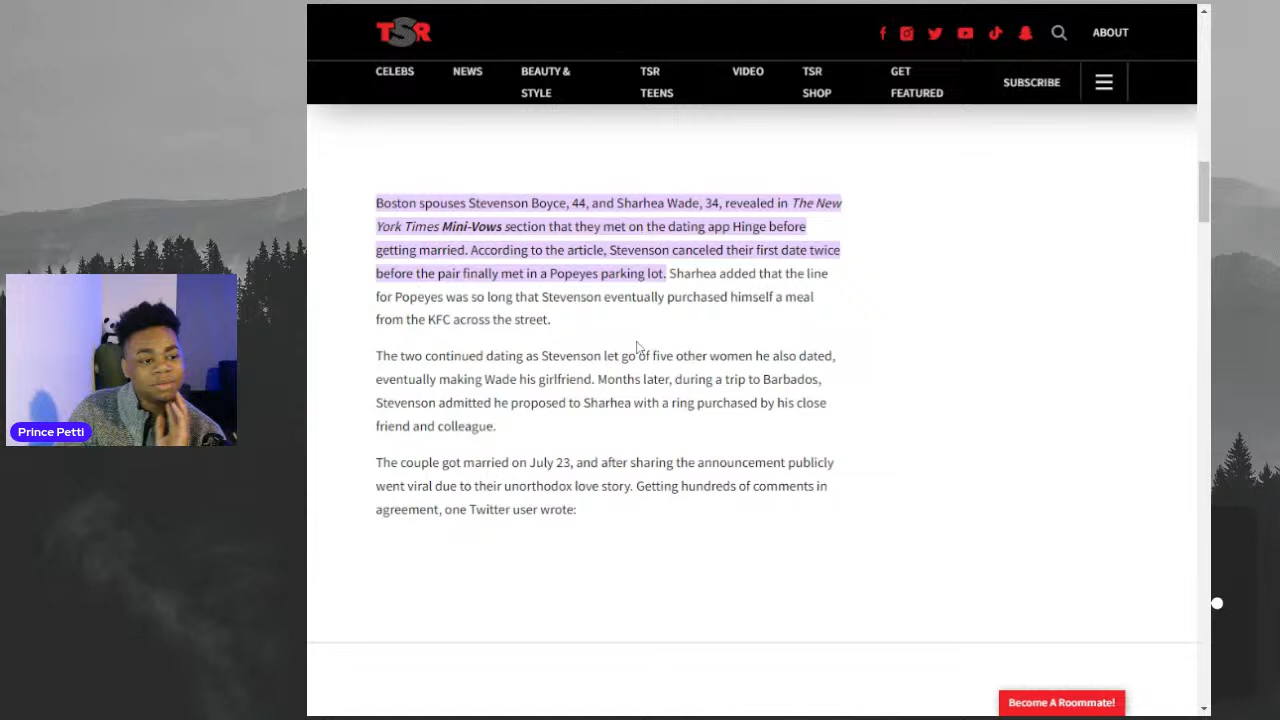 TSR
ABOUT
CELEBS
NEWS
BEAUTY &
STYLE
TSR
TEENS
VIDEO
TSR
SHOP
GET
FEATURED
SUBSCRIBE
Boston spouses Stevenson Boyce, 44, and Sharhea Wade, 34, revealed in The New
York Times Mini-Vows section that they met on the dating app Hinge before
getting married. According to the article, Stevenson canceled their first date twice
before the pair finally met in a Popeyes parking lot. Sharhea added that the line
for Popeyes was so long that Stevenson eventually purchased himself a meal
from the KFC across the street.
The two continued dating as Stevenson let go of five other women he also dated,
eventually making Wade his girlfriend. Months later, during a trip to Barbados,
Stevenson admitted he proposed to Sharhea with a ring purchased by his close
friend and colleague.
The couple got married on July 23, and after sharing the announcement publicly
went viral due to their unorthodox love story. Getting hundreds of comments in
agreement, one Twitter user wrote:
Prince Petti
Become A Roommate!